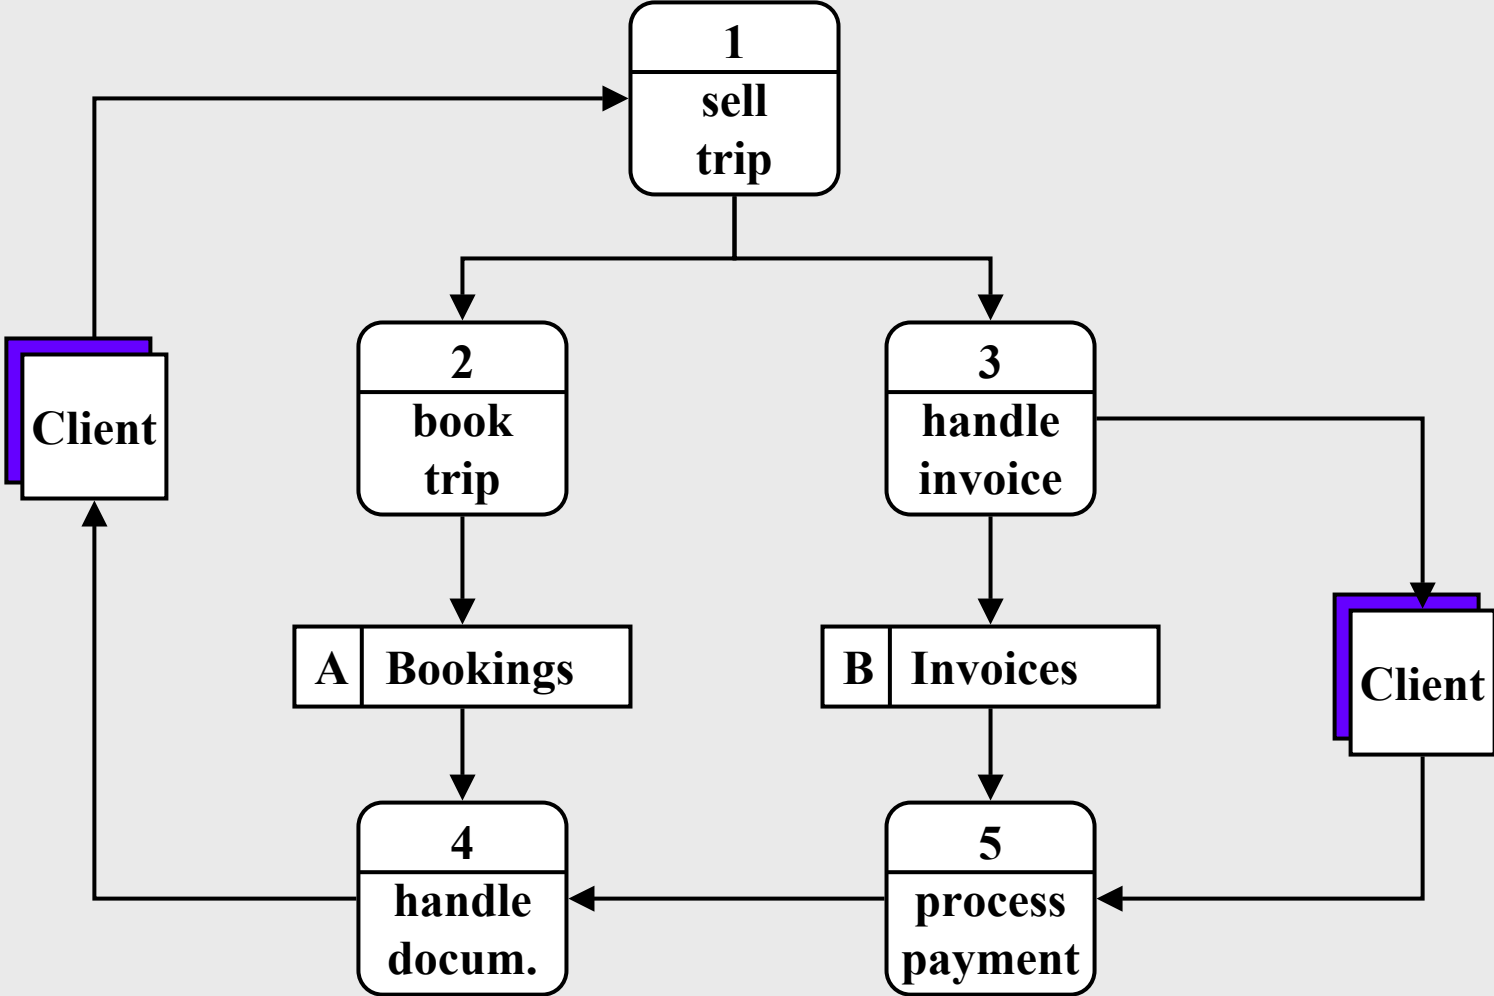 1
sell
trip
2
book
trip
3
handle
invoice
Client
A Bookings
B Invoices
Client
4
handle
docum.
5
process
payment